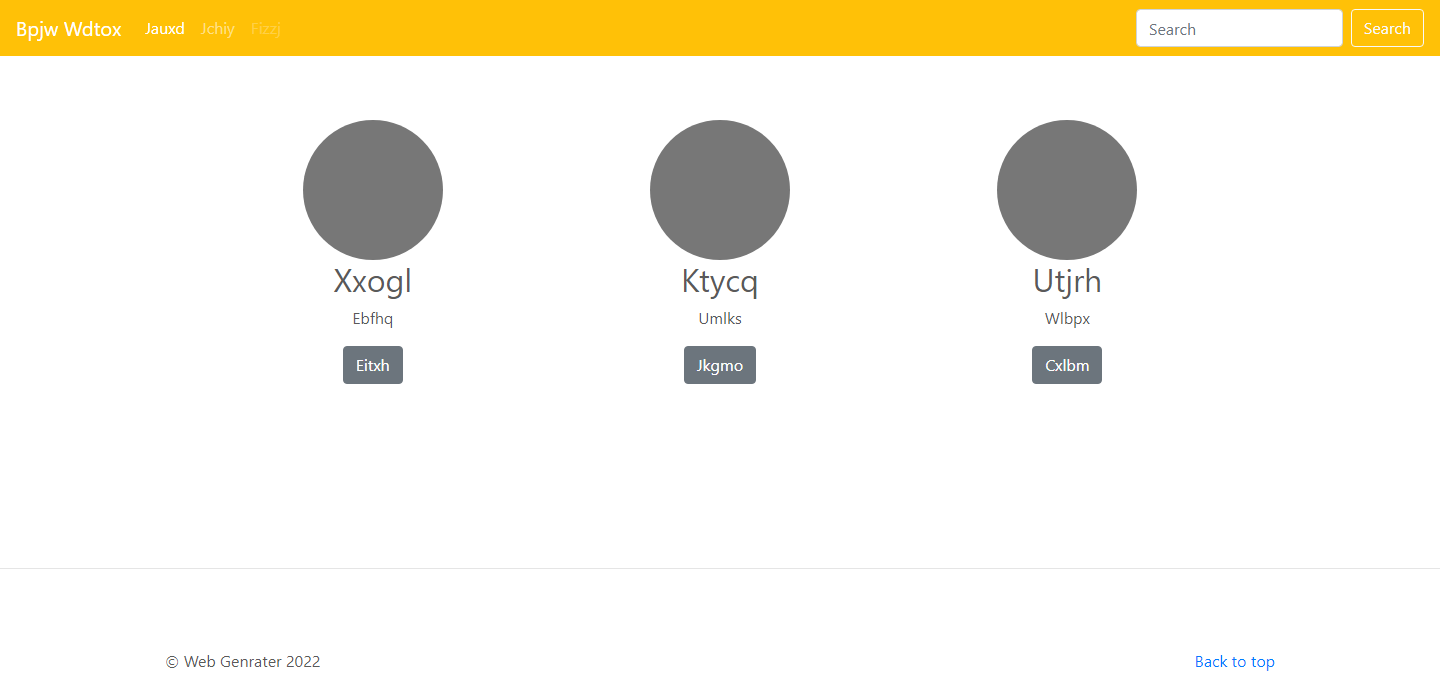 Bpjw Wdtox Jauxd Jchiy Fizzj Search Search
Xxogl Ktycq Utjrh
Ebfhq Umlks Wlbpx
Eitxh Jkgmo Cxlbm
© Web Genrater 2022 Back to top